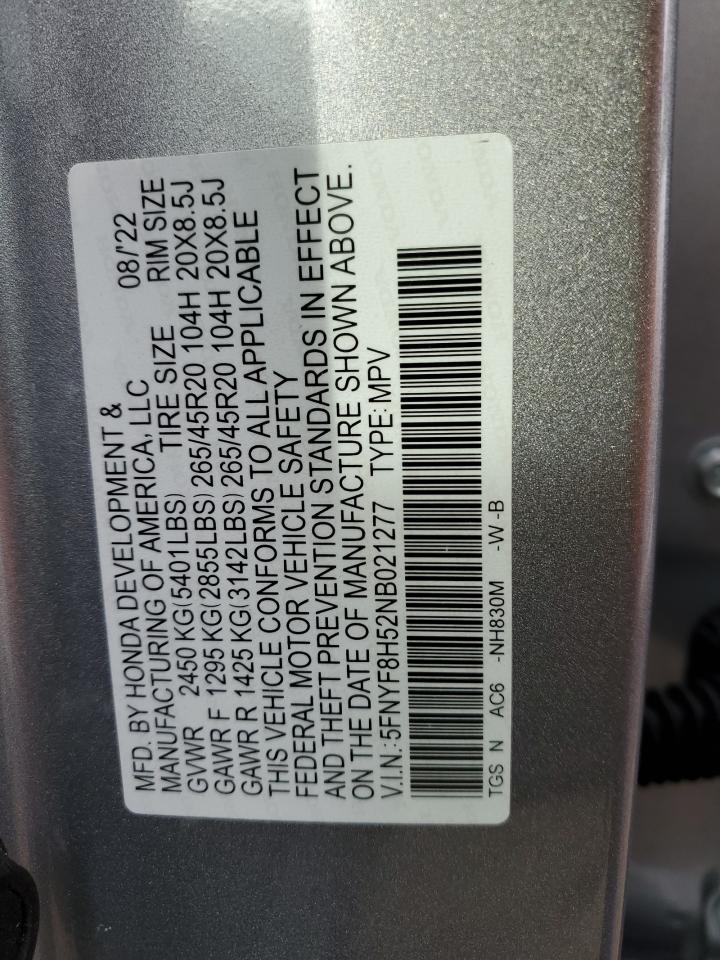 MFD. BY HONDA DEVELOPMENT & 08/'22
MANUFACTURING OF AMERICA, LLC
GVWR 2450 KG(5401LBS) TIRE SIZE RIM SIZE
GAWR F 1295 KG(2855LBS) 265/45R20 104H 20X8.5J
GAWR R 1425 KG(3142LBS) 265/45R20 104H 20X8.5J
THIS VEHICLE CONFORMS TO ALL APPLICABLE
FEDERAL MOTOR VEHICLE SAFETY
AND THEFT PREVENTION STANDARDS IN EFFECT
ON THE DATE OF MANUFACTURE SHOWN ABOVE.
V.I.N.:5FNYF8H52NB021277 TYPE:MPV
TGS N AC6 -NH830M -W -B